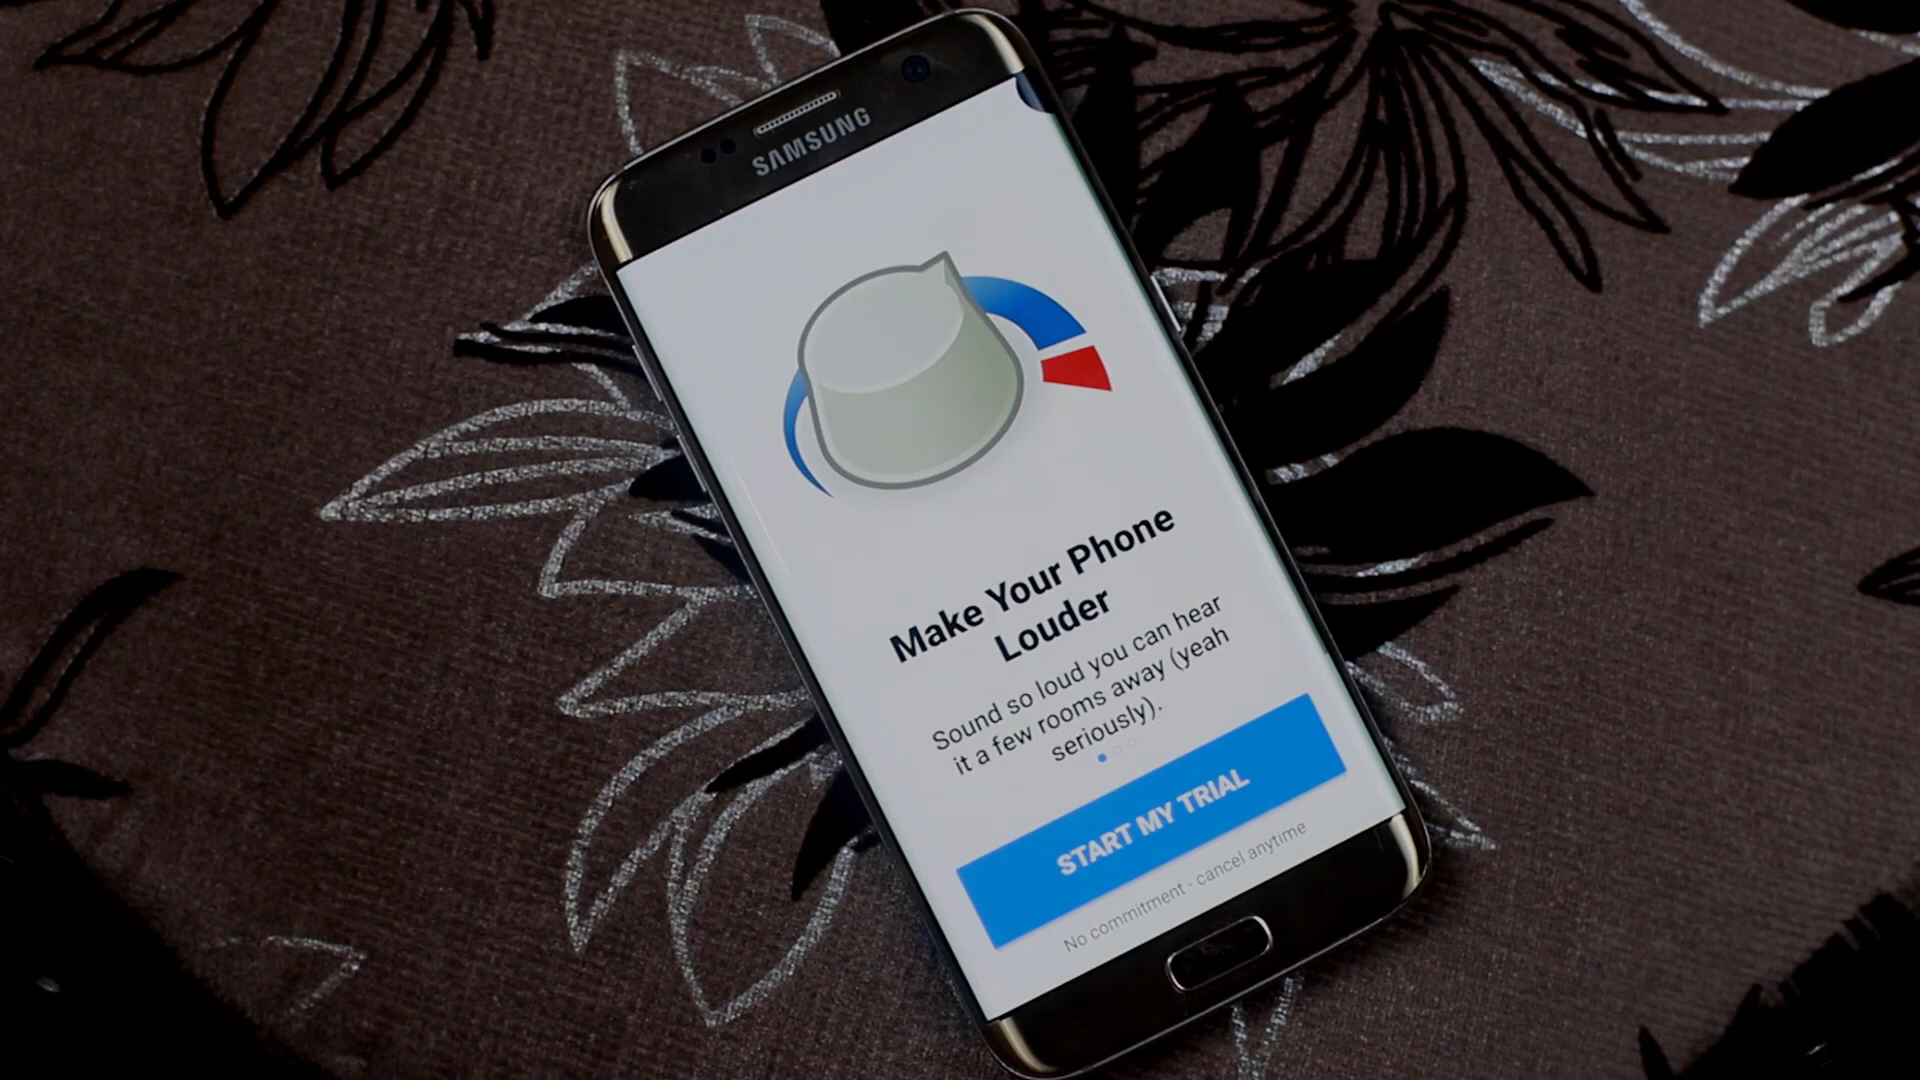 SAMSUNG
Make Your Phone
Louder
Sound so loud you can hear
it a few rooms away (yeah
seriously).
START MY TRIAL
No commitment - cancel anytime